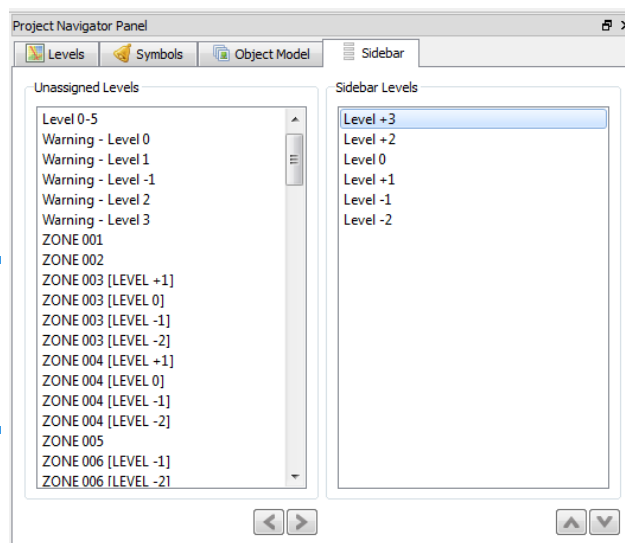 Project Navigator Panel
Levels
Symbols
Object Model
Sidebar
Unassigned Levels
Level 0-5
Warning - Level 0
Warning - Level 1
Warning - Level -1
Warning - Level 2
Warning - Level 3
ZONE 001
ZONE 002
ZONE 003 [LEVEL +1]
ZONE 003 [LEVEL 0]
ZONE 003 [LEVEL -1]
ZONE 003 [LEVEL -2]
ZONE 004 [LEVEL +1]
ZONE 004 [LEVEL 0]
ZONE 004 [LEVEL -1]
ZONE 004 [LEVEL -2]
ZONE 005
ZONE 006 [LEVEL -1]
ZONE 006 [LEVEL -2]
Sidebar Levels
Level +3
Level +2
Level 0
Level +1
Level -1
Level -2